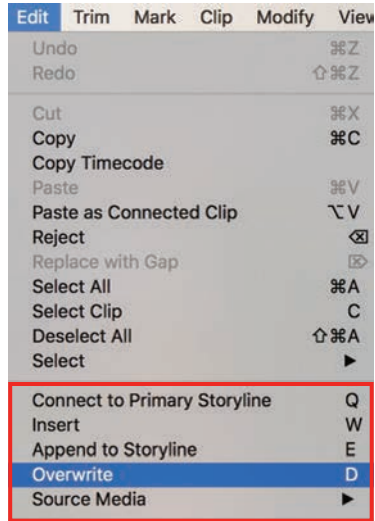 Edit Trim Mark Clip Modify View
Undo ⌘Z
Redo ⇧⌘Z
Cut ⌘X
Copy ⌘C
Copy Timecode
Paste ⌘V
Paste as Connected Clip ⌥V
Reject ⌫
Replace with Gap ⌦
Select All ⌘A
Select Clip C
Deselect All ⇧⌘A
Select ▶
Connect to Primary Storyline Q
Insert W
Append to Storyline E
Overwrite D
Source Media ▶